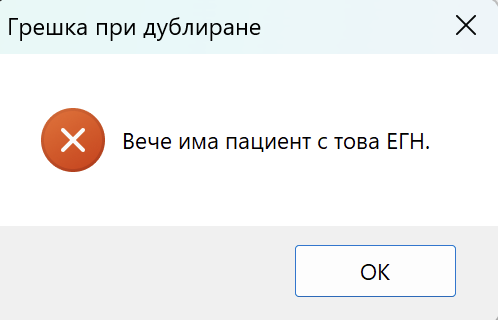 Грешка при дублиране
Вече има пациент с това ЕГН.
OK